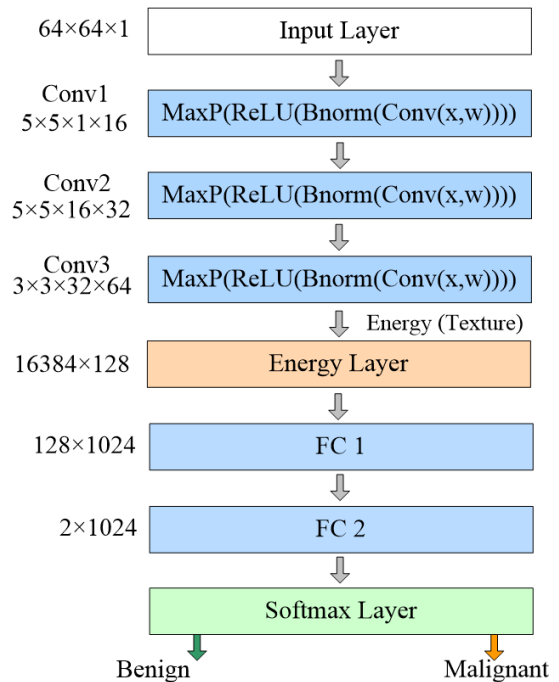 64×64×1
Input Layer
Conv1
5×5×1×16
MaxP(ReLU(Bnorm(Conv(x,w))))
Conv2
5×5×16×32
MaxP(ReLU(Bnorm(Conv(x,w))))
Conv3
3×3×32×64
MaxP(ReLU(Bnorm(Conv(x,w))))
Energy (Texture)
16384×128
Energy Layer
128×1024
FC 1
2×1024
FC 2
Softmax Layer
Benign
Malignant